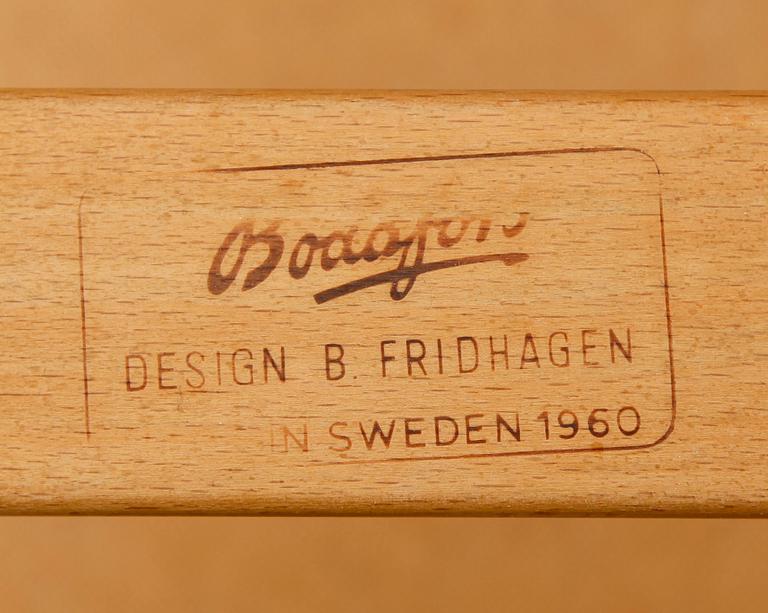 Bodafors
DESIGN B. FRIDHAGEN
IN SWEDEN 1960